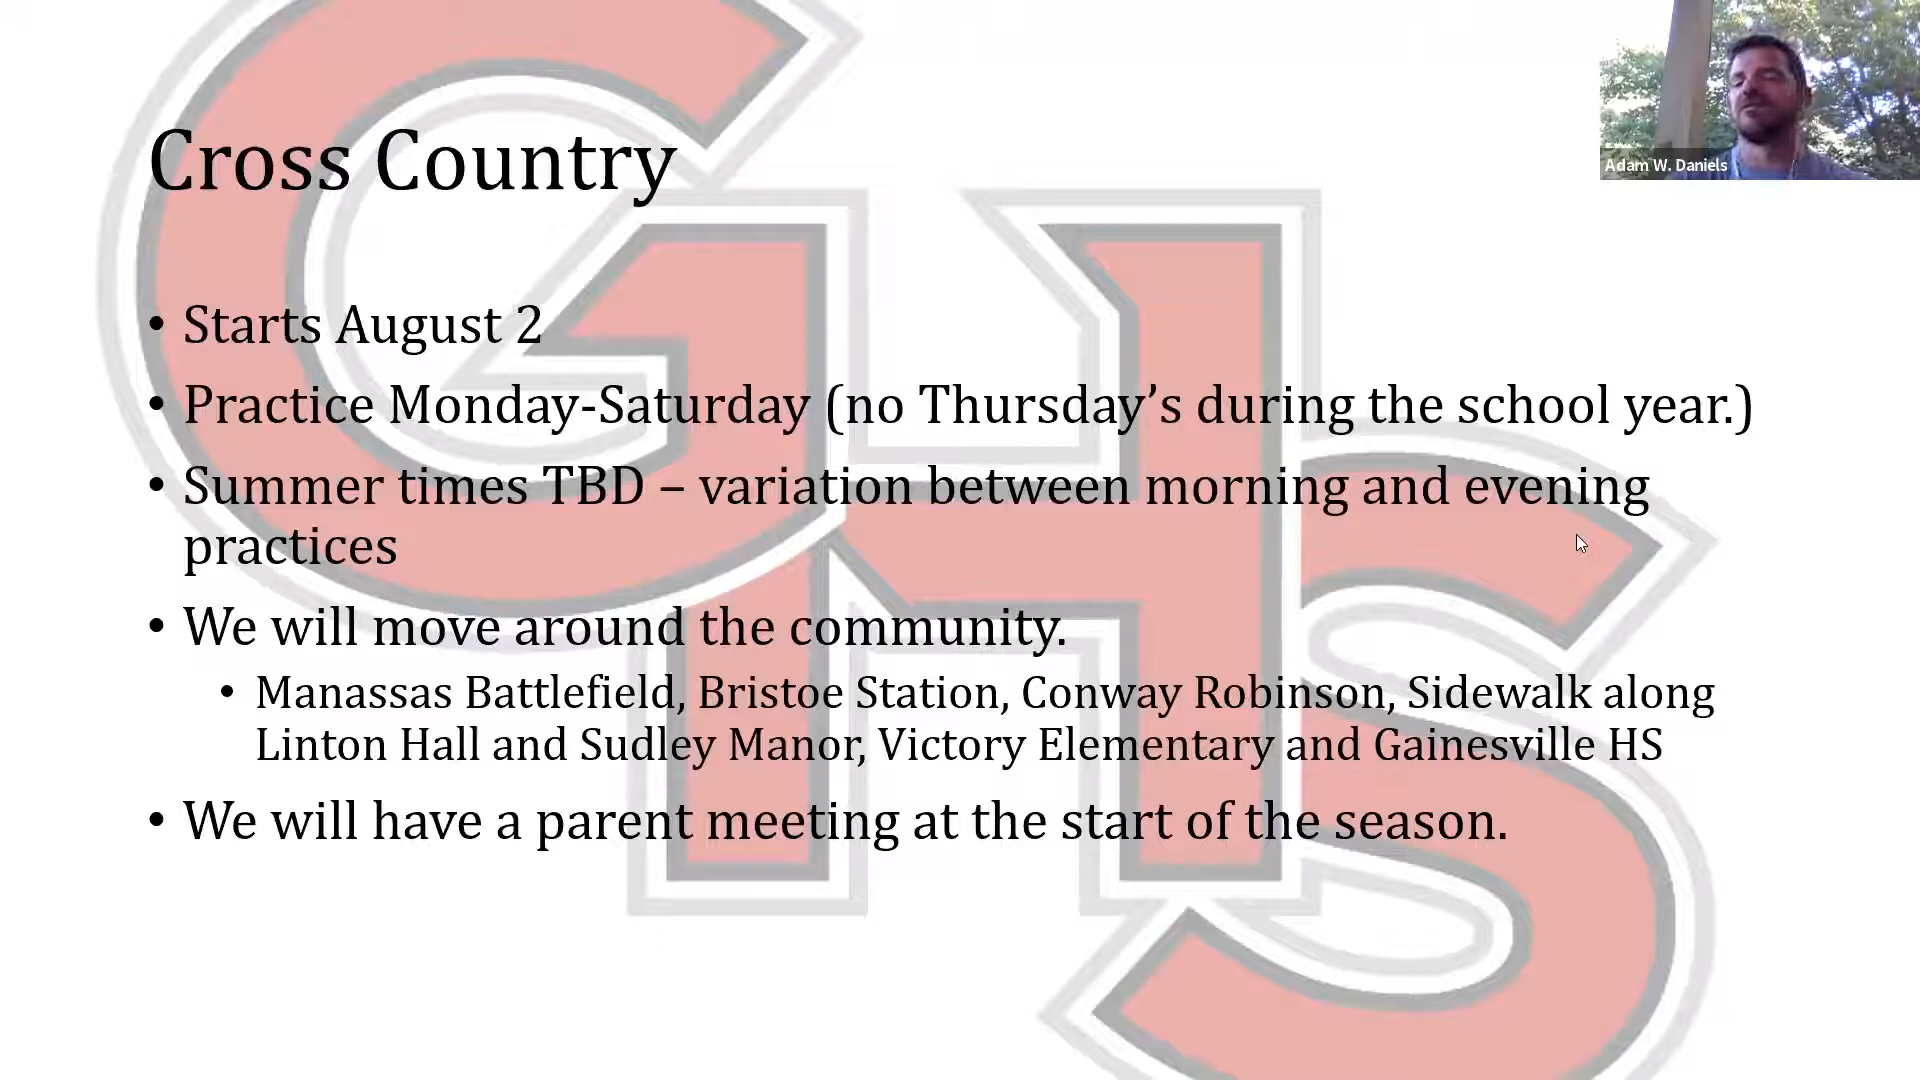 Cross Country
Adam W. Daniels
• Starts August 2
• Practice Monday-Saturday (no Thursday’s during the school year.)
• Summer times TBD – variation between morning and evening
practices
• We will move around the community.
• Manassas Battlefield, Bristoe Station, Conway Robinson, Sidewalk along
Linton Hall and Sudley Manor, Victory Elementary and Gainesville HS
• We will have a parent meeting at the start of the season.
GHS